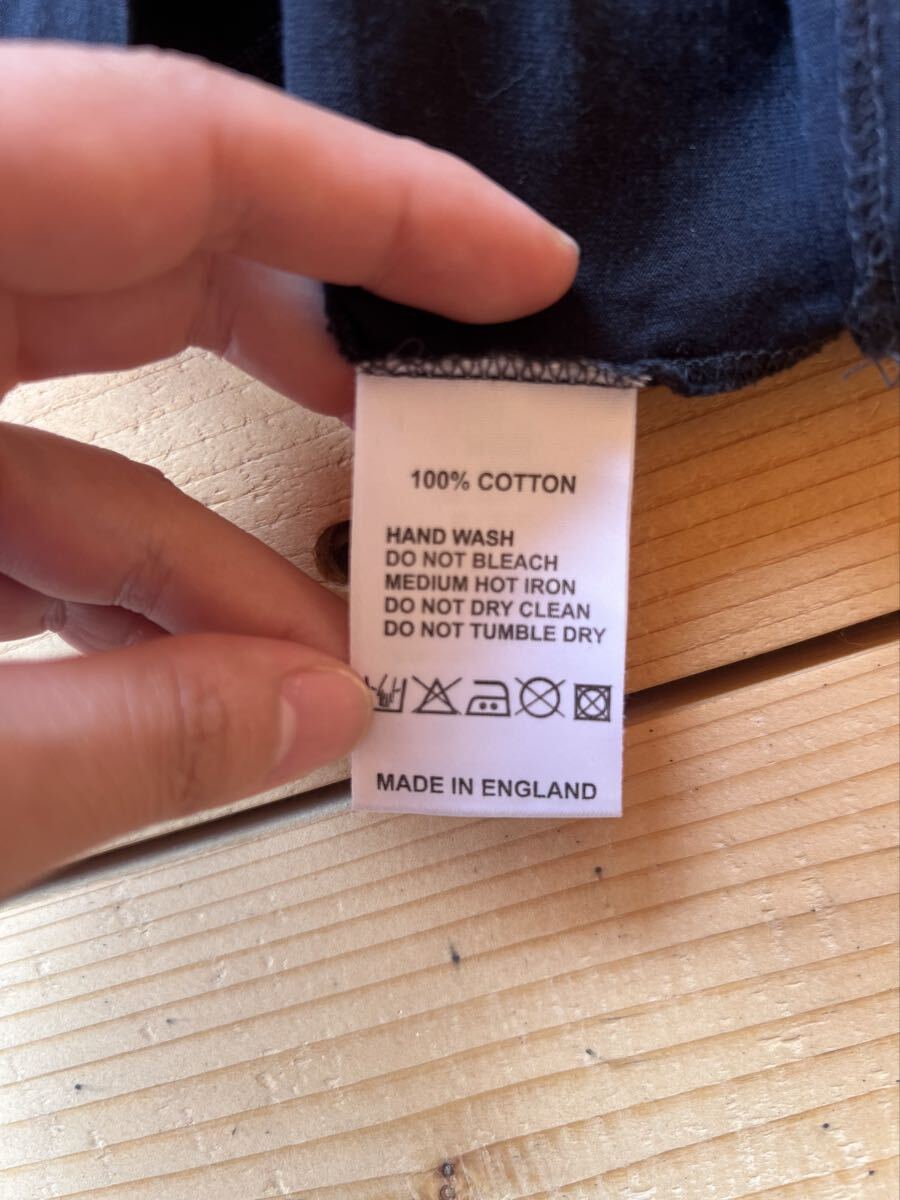 100% COTTON
HAND WASH
DO NOT BLEACH
MEDIUM HOT IRON
DO NOT DRY CLEAN
DO NOT TUMBLE DRY
MADE IN ENGLAND